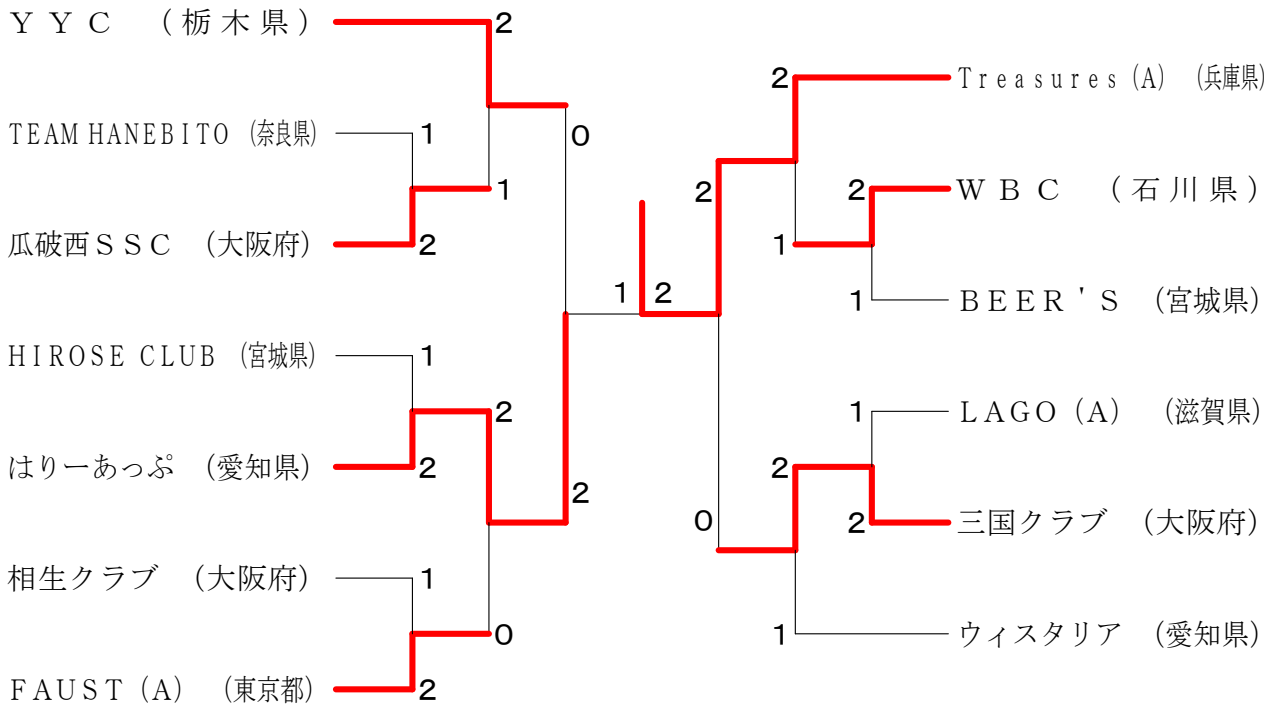 ＹＹＣ （栃木県）
2
TEAM HANEBITO （奈良県）
1
0
1
瓜破西ＳＳＣ （大阪府）
2
HIROSE CLUB （宮城県）
1
2
はりーあっぷ （愛知県）
2
2
相生クラブ （大阪府）
1
0
ＦＡＵＳＴ（Ａ） （東京都）
2
1 2
2
Treasures（A） （兵庫県）
2
2
ＷＢＣ （石川県）
1
1
ＢＥＥＲ'Ｓ （宮城県）
1
ＬＡＧＯ（Ａ） （滋賀県）
2
0
2
三国クラブ （大阪府）
1
ウィスタリア （愛知県）